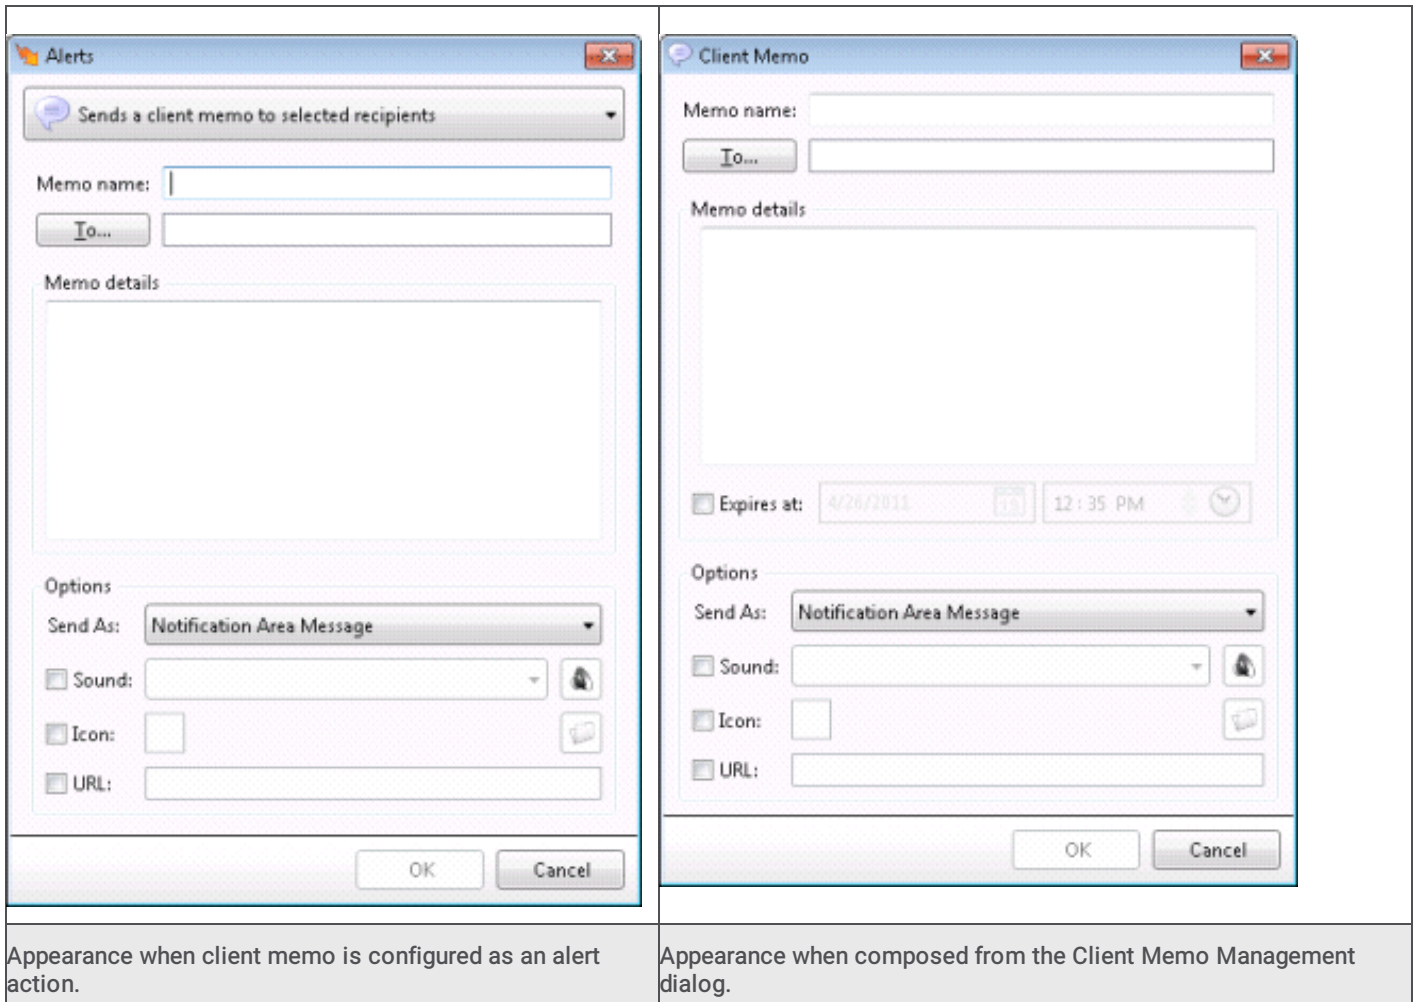 Alerts
Sends a client memo to selected recipients
Memo name:
To...
Memo details
Options
Send As: Notification Area Message
Sound:
Icon:
URL:
OK Cancel
Appearance when client memo is configured as an alert
action.
Client Memo
Memo name:
To...
Memo details
Expires at: 4/26/2011 12:35 PM
Options
Send As: Notification Area Message
Sound:
Icon:
URL:
OK Cancel
Appearance when composed from the Client Memo Management
dialog.